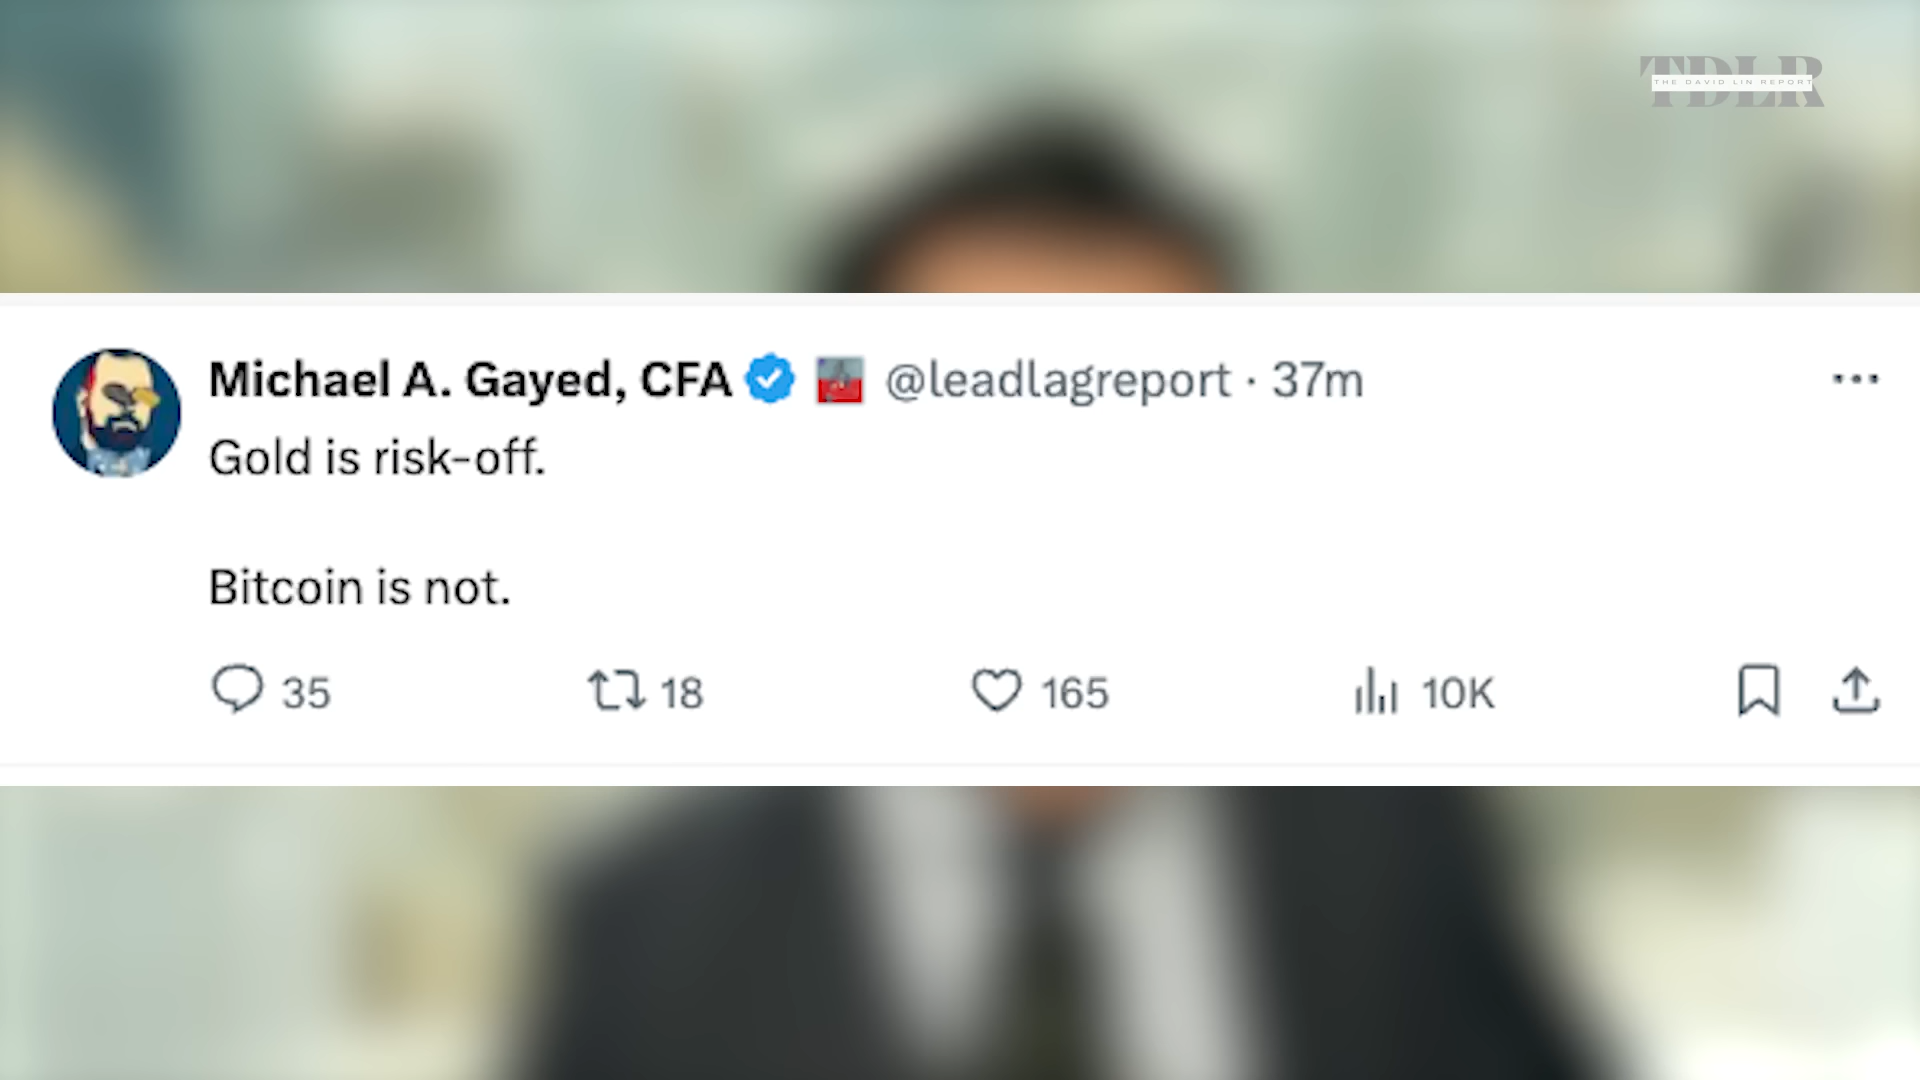 TDLR
THE DAVID LIN REPORT
Michael A. Gayed, CFA @leadlagreport · 37m
Gold is risk-off.
Bitcoin is not.
35 18 165 10K